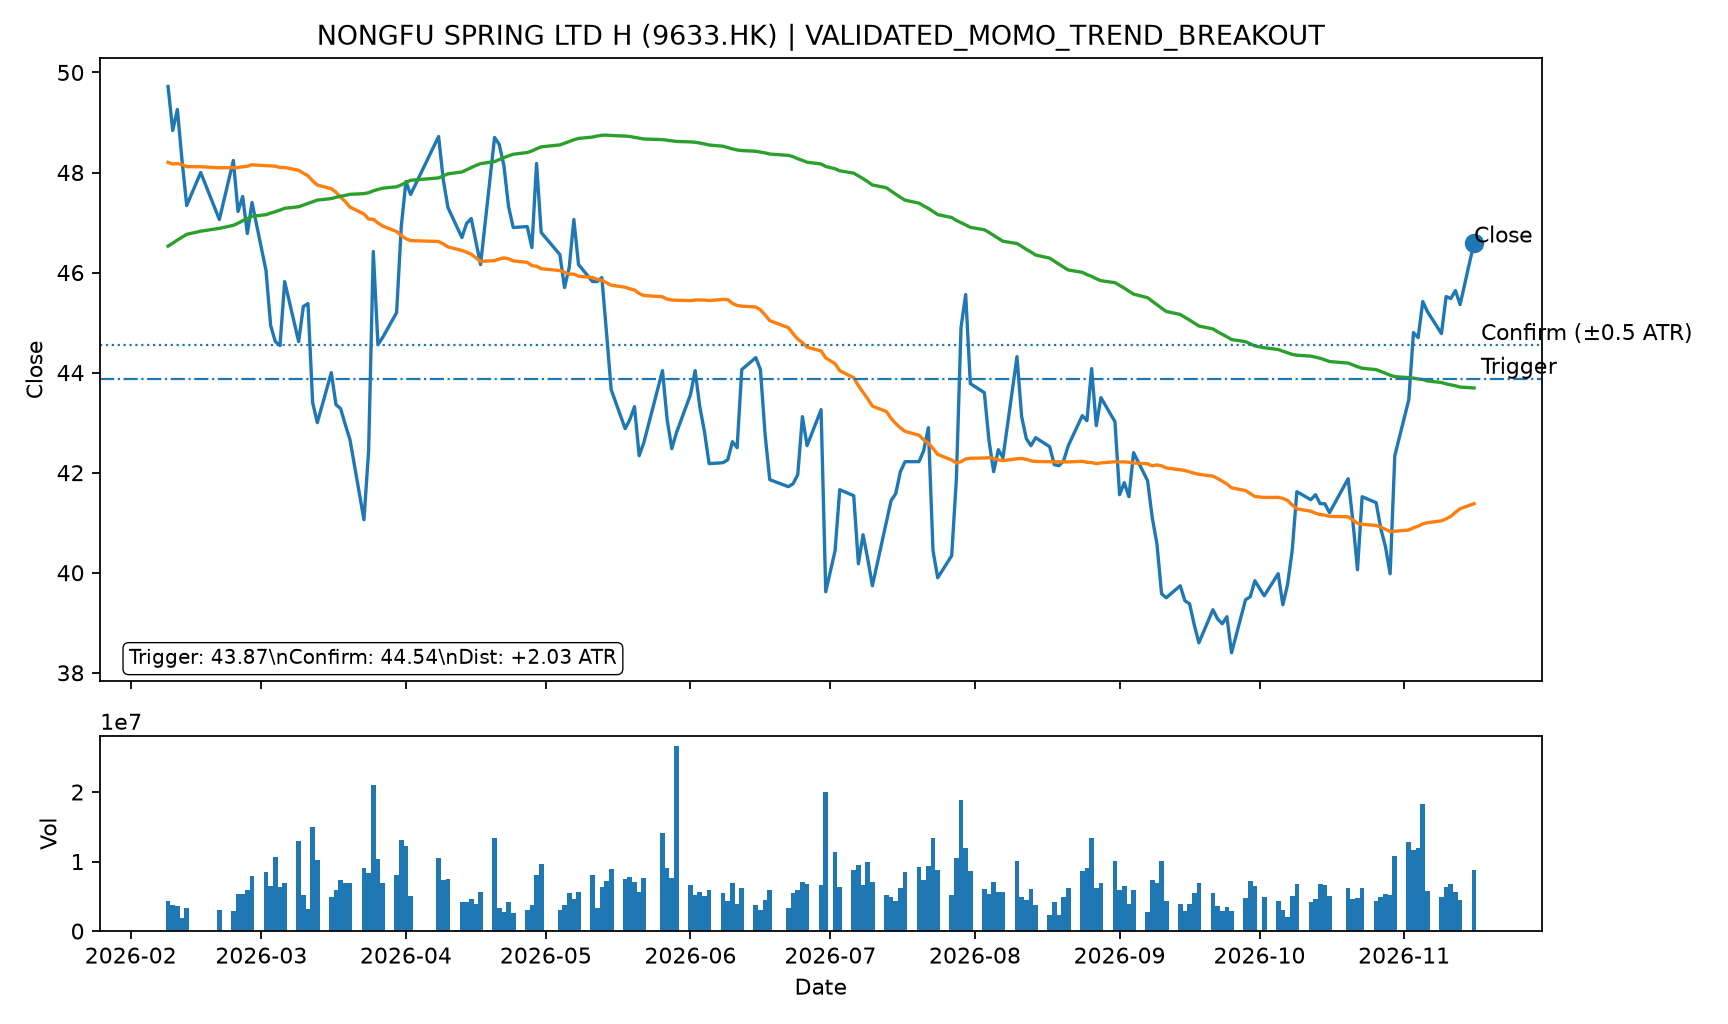 NONGFU SPRING LTD H (9633.HK) | VALIDATED_MOMO_TREND_BREAKOUT
50
48
46
44
42
40
38
Close
Close
Confirm (±0.5 ATR)
Trigger
Trigger: 43.87\nConfirm: 44.54\nDist: +2.03 ATR
1e7
2
1
0
Vol
2026-02 2026-03 2026-04 2026-05 2026-06 2026-07 2026-08 2026-09 2026-10 2026-11
Date